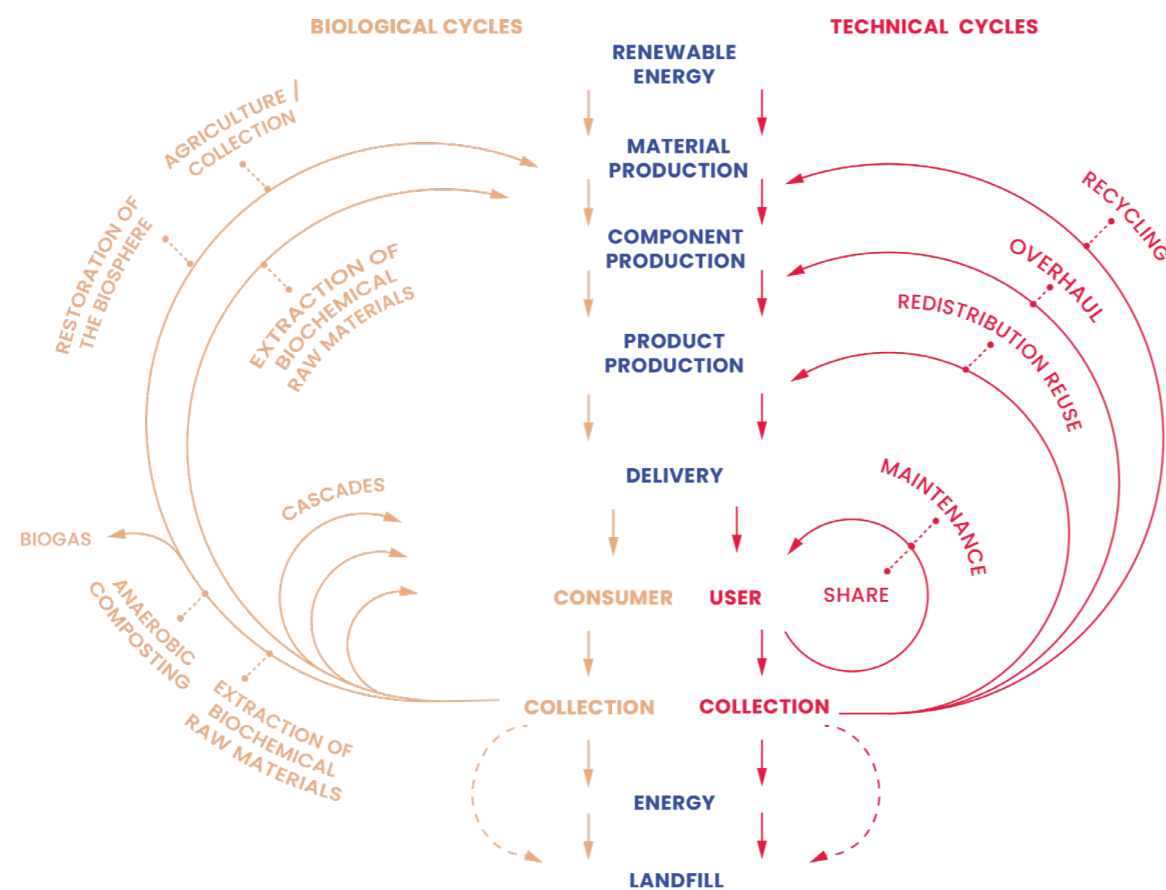 BIOLOGICAL CYCLES
TECHNICAL CYCLES
RENEWABLE
ENERGY
MATERIAL
PRODUCTION
COMPONENT
PRODUCTION
PRODUCT
PRODUCTION
DELIVERY
CONSUMER
USER
COLLECTION
COLLECTION
ENERGY
LANDFILL
AGRICULTURE /
COLLECTION
RESTORATION OF
THE BIOSPHERE
EXTRACTION OF
BIOCHEMICAL
RAW MATERIALS
CASCADES
BIOGAS
ANAEROBIC
COMPOSTING
EXTRACTION OF
BIOCHEMICAL
RAW MATERIALS
RECYCLING
OVERHAUL
REDISTRIBUTION REUSE
MAINTENANCE
SHARE